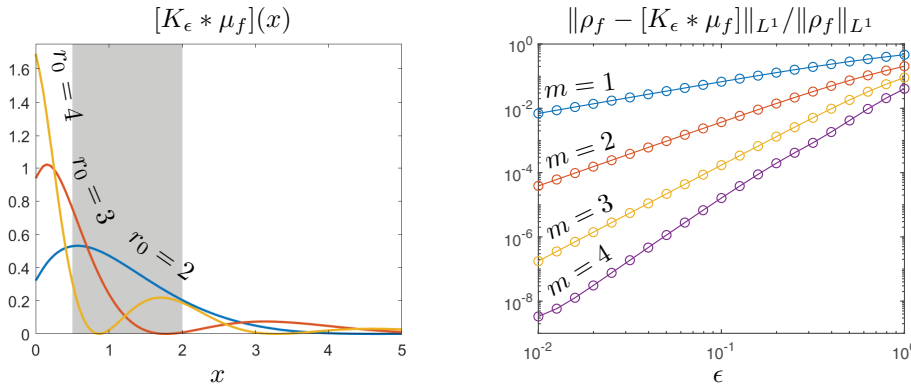 [K_ϵ * μ_f](x)
1.6
1.4
1.2
1
0.8
0.6
0.4
0.2
0
r_0 = 4
r_0 = 3
r_0 = 2
0 1 2 3 4 5
x
‖ρ_f − [K_ϵ * μ_f]‖_{L^1}/‖ρ_f‖_{L^1}
10^0
10^{-2}
10^{-4}
10^{-6}
10^{-8}
m = 1
m = 2
m = 3
m = 4
10^{-2} 10^{-1} 10^0
ϵ